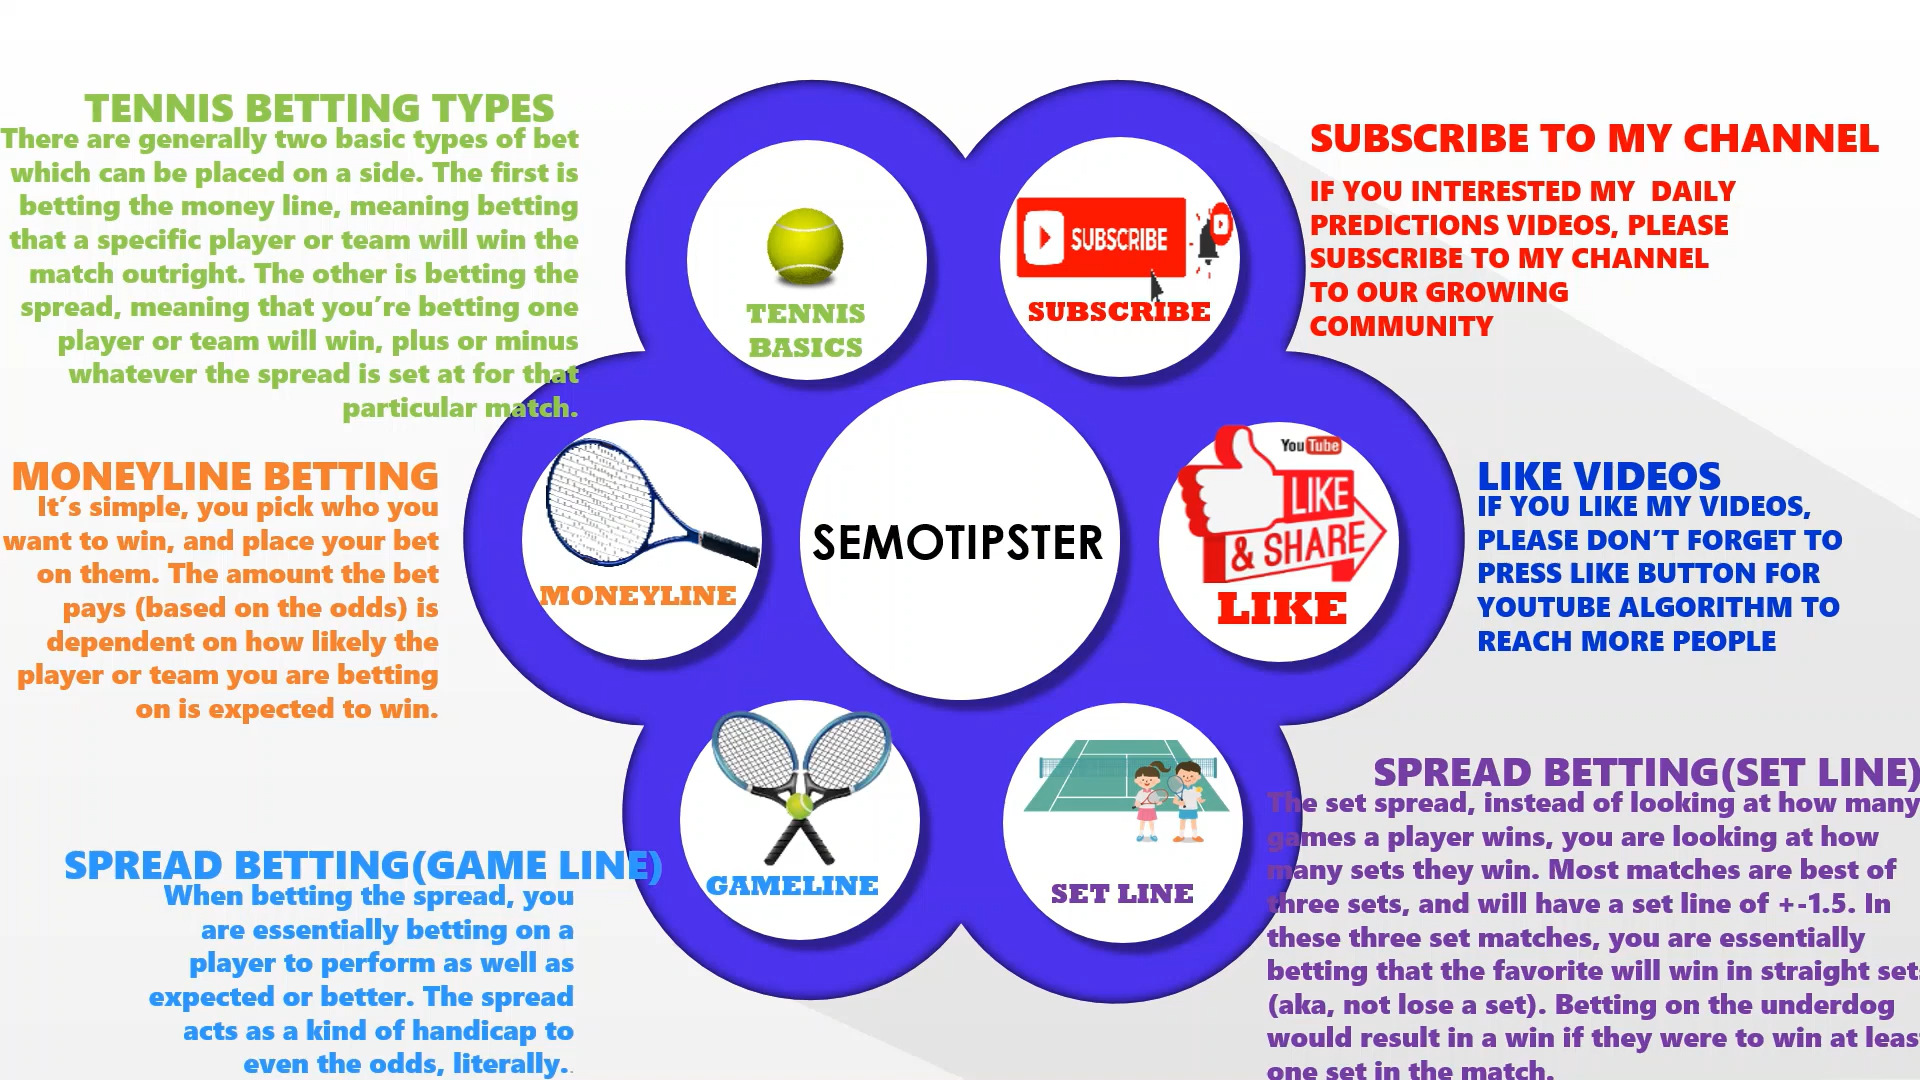 TENNIS BETTING TYPES
There are generally two basic types of bet
which can be placed on a side. The first is
betting the money line, meaning betting
that a specific player or team will win the
match outright. The other is betting the
spread, meaning that you’re betting one
player or team will win, plus or minus
whatever the spread is set at for that
particular match.
MONEYLINE BETTING
It’s simple, you pick who you
want to win, and place your bet
on them. The amount the bet
pays (based on the odds) is
dependent on how likely the
player or team you are betting
on is expected to win.
SPREAD BETTING(GAME LINE)
When betting the spread, you
are essentially betting on a
player to perform as well as
expected or better. The spread
acts as a kind of handicap to
even the odds, literally..
TENNIS
BASICS
SUBSCRIBE
SUBSCRIBE
MONEYLINE
SEMOTIPSTER
YouTube
LIKE
& SHARE
LIKE
GAMELINE
SET LINE
SUBSCRIBE TO MY CHANNEL
IF YOU INTERESTED MY DAILY
PREDICTIONS VIDEOS, PLEASE
SUBSCRIBE TO MY CHANNEL
TO OUR GROWING
COMMUNITY
LIKE VIDEOS
IF YOU LIKE MY VIDEOS,
PLEASE DON’T FORGET TO
PRESS LIKE BUTTON FOR
YOUTUBE ALGORITHM TO
REACH MORE PEOPLE
SPREAD BETTING(SET LINE)
The set spread, instead of looking at how many
games a player wins, you are looking at how
many sets they win. Most matches are best of
three sets, and will have a set line of +-1.5. In
these three set matches, you are essentially
betting that the favorite will win in straight sets
(aka, not lose a set). Betting on the underdog
would result in a win if they were to win at least
one set in the match.